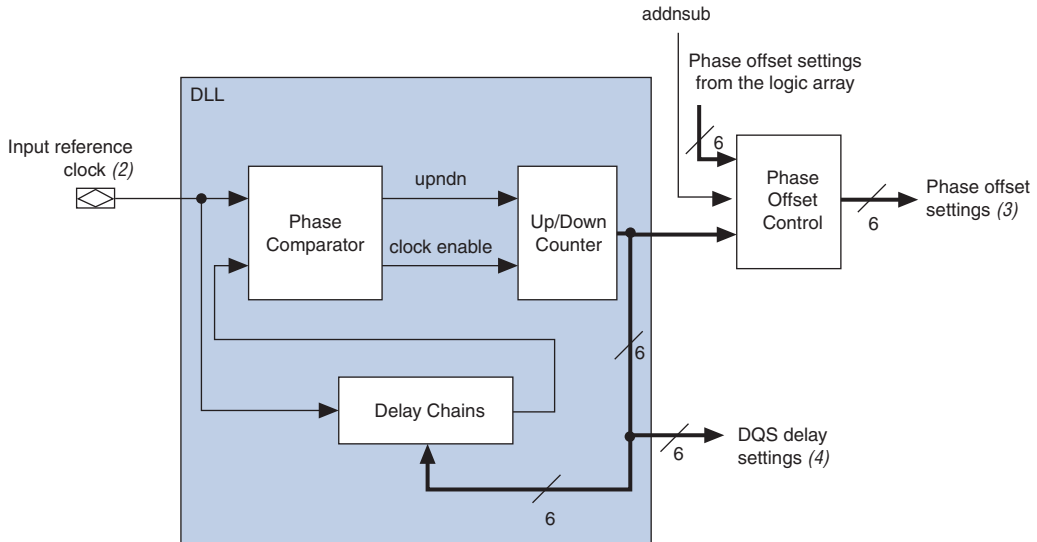 addnsub
Phase offset settings
from the logic array
DLL
Input reference
clock (2)
6
upndn
Phase
Comparator
Up/Down
Counter
clock enable
Phase
Offset
Control
6
Phase offset
settings (3)
6
Delay Chains
6
DQS delay
settings (4)
6